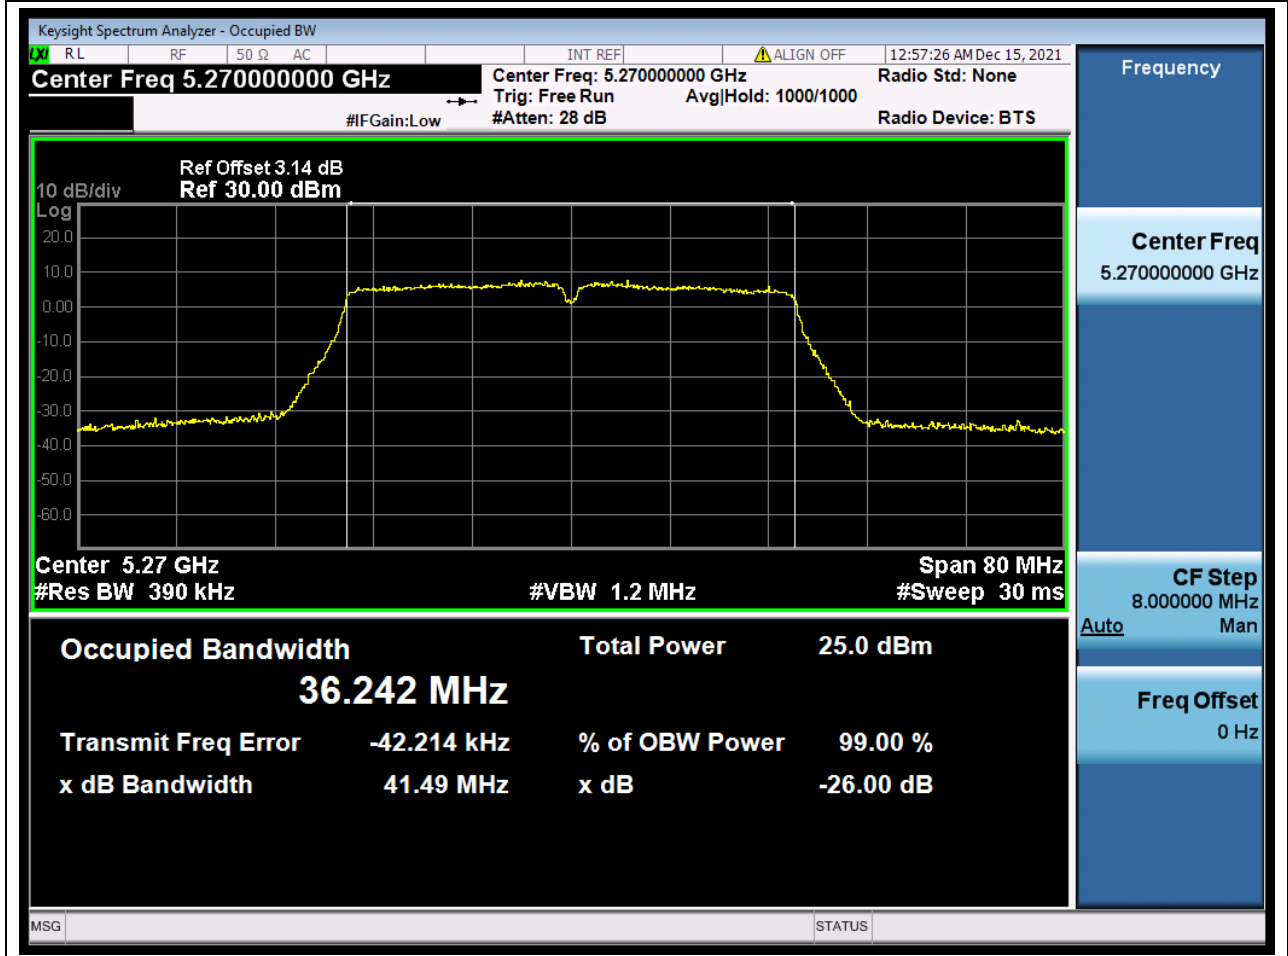 Keysight Spectrum Analyzer - Occupied BW
LXI RL RF 50 Ω AC INT REF ALIGN OFF 12:57:26 AM Dec 15, 2021
Center Freq 5.270000000 GHz
Center Freq: 5.270000000 GHz
Radio Std: None
Trig: Free Run Avg|Hold: 1000/1000
#IFGain:Low
#Atten: 28 dB
Radio Device: BTS
Ref Offset 3.14 dB
10 dB/div Ref 30.00 dBm
Log
20.0
10.0
0.00
-10.0
-20.0
-30.0
-40.0
-50.0
-60.0
Center 5.27 GHz Span 80 MHz
#Res BW 390 kHz #VBW 1.2 MHz #Sweep 30 ms
Occupied Bandwidth Total Power 25.0 dBm
36.242 MHz
Transmit Freq Error -42.214 kHz % of OBW Power 99.00 %
x dB Bandwidth 41.49 MHz x dB -26.00 dB
Frequency
Center Freq
5.270000000 GHz
CF Step
8.000000 MHz
Auto Man
Freq Offset
0 Hz
MSG STATUS